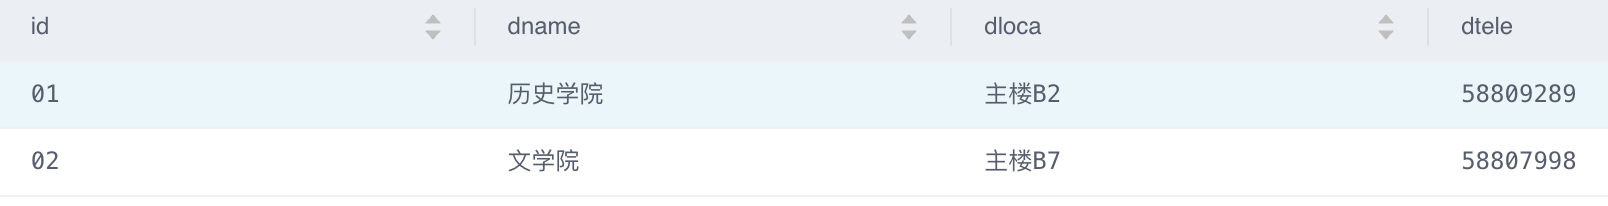 id dname dloca dtele
01 历史学院 主楼B2 58809289
02 文学院 主楼B7 58807998